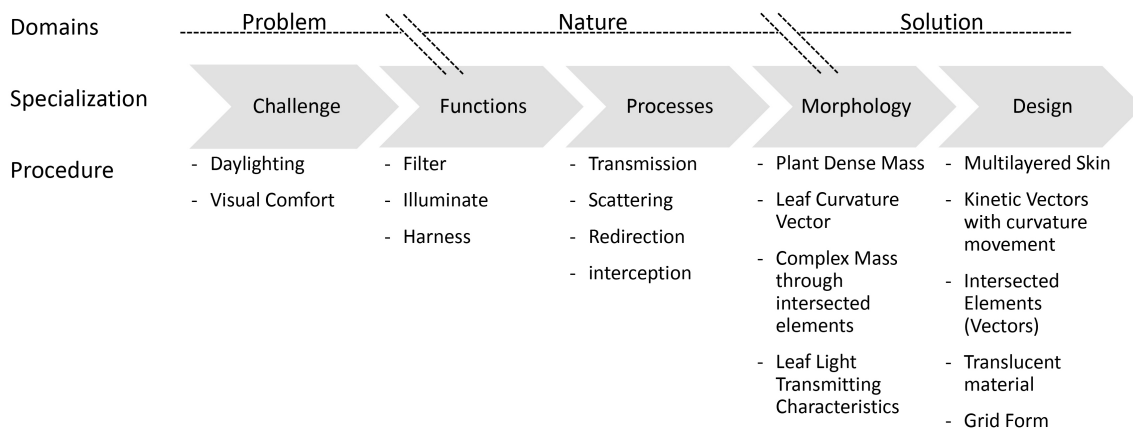 Domains
Problem
Nature
Solution
Specialization
Challenge
Functions
Processes
Morphology
Design
Procedure
- Daylighting
- Visual Comfort
- Filter
- Illuminate
- Harness
- Transmission
- Scattering
- Redirection
- interception
- Plant Dense Mass
- Leaf Curvature
Vector
- Complex Mass
through
intersected
elements
- Leaf Light
Transmitting
Characteristics
- Multilayered Skin
- Kinetic Vectors
with curvature
movement
- Intersected
Elements
(Vectors)
- Translucent
material
- Grid Form